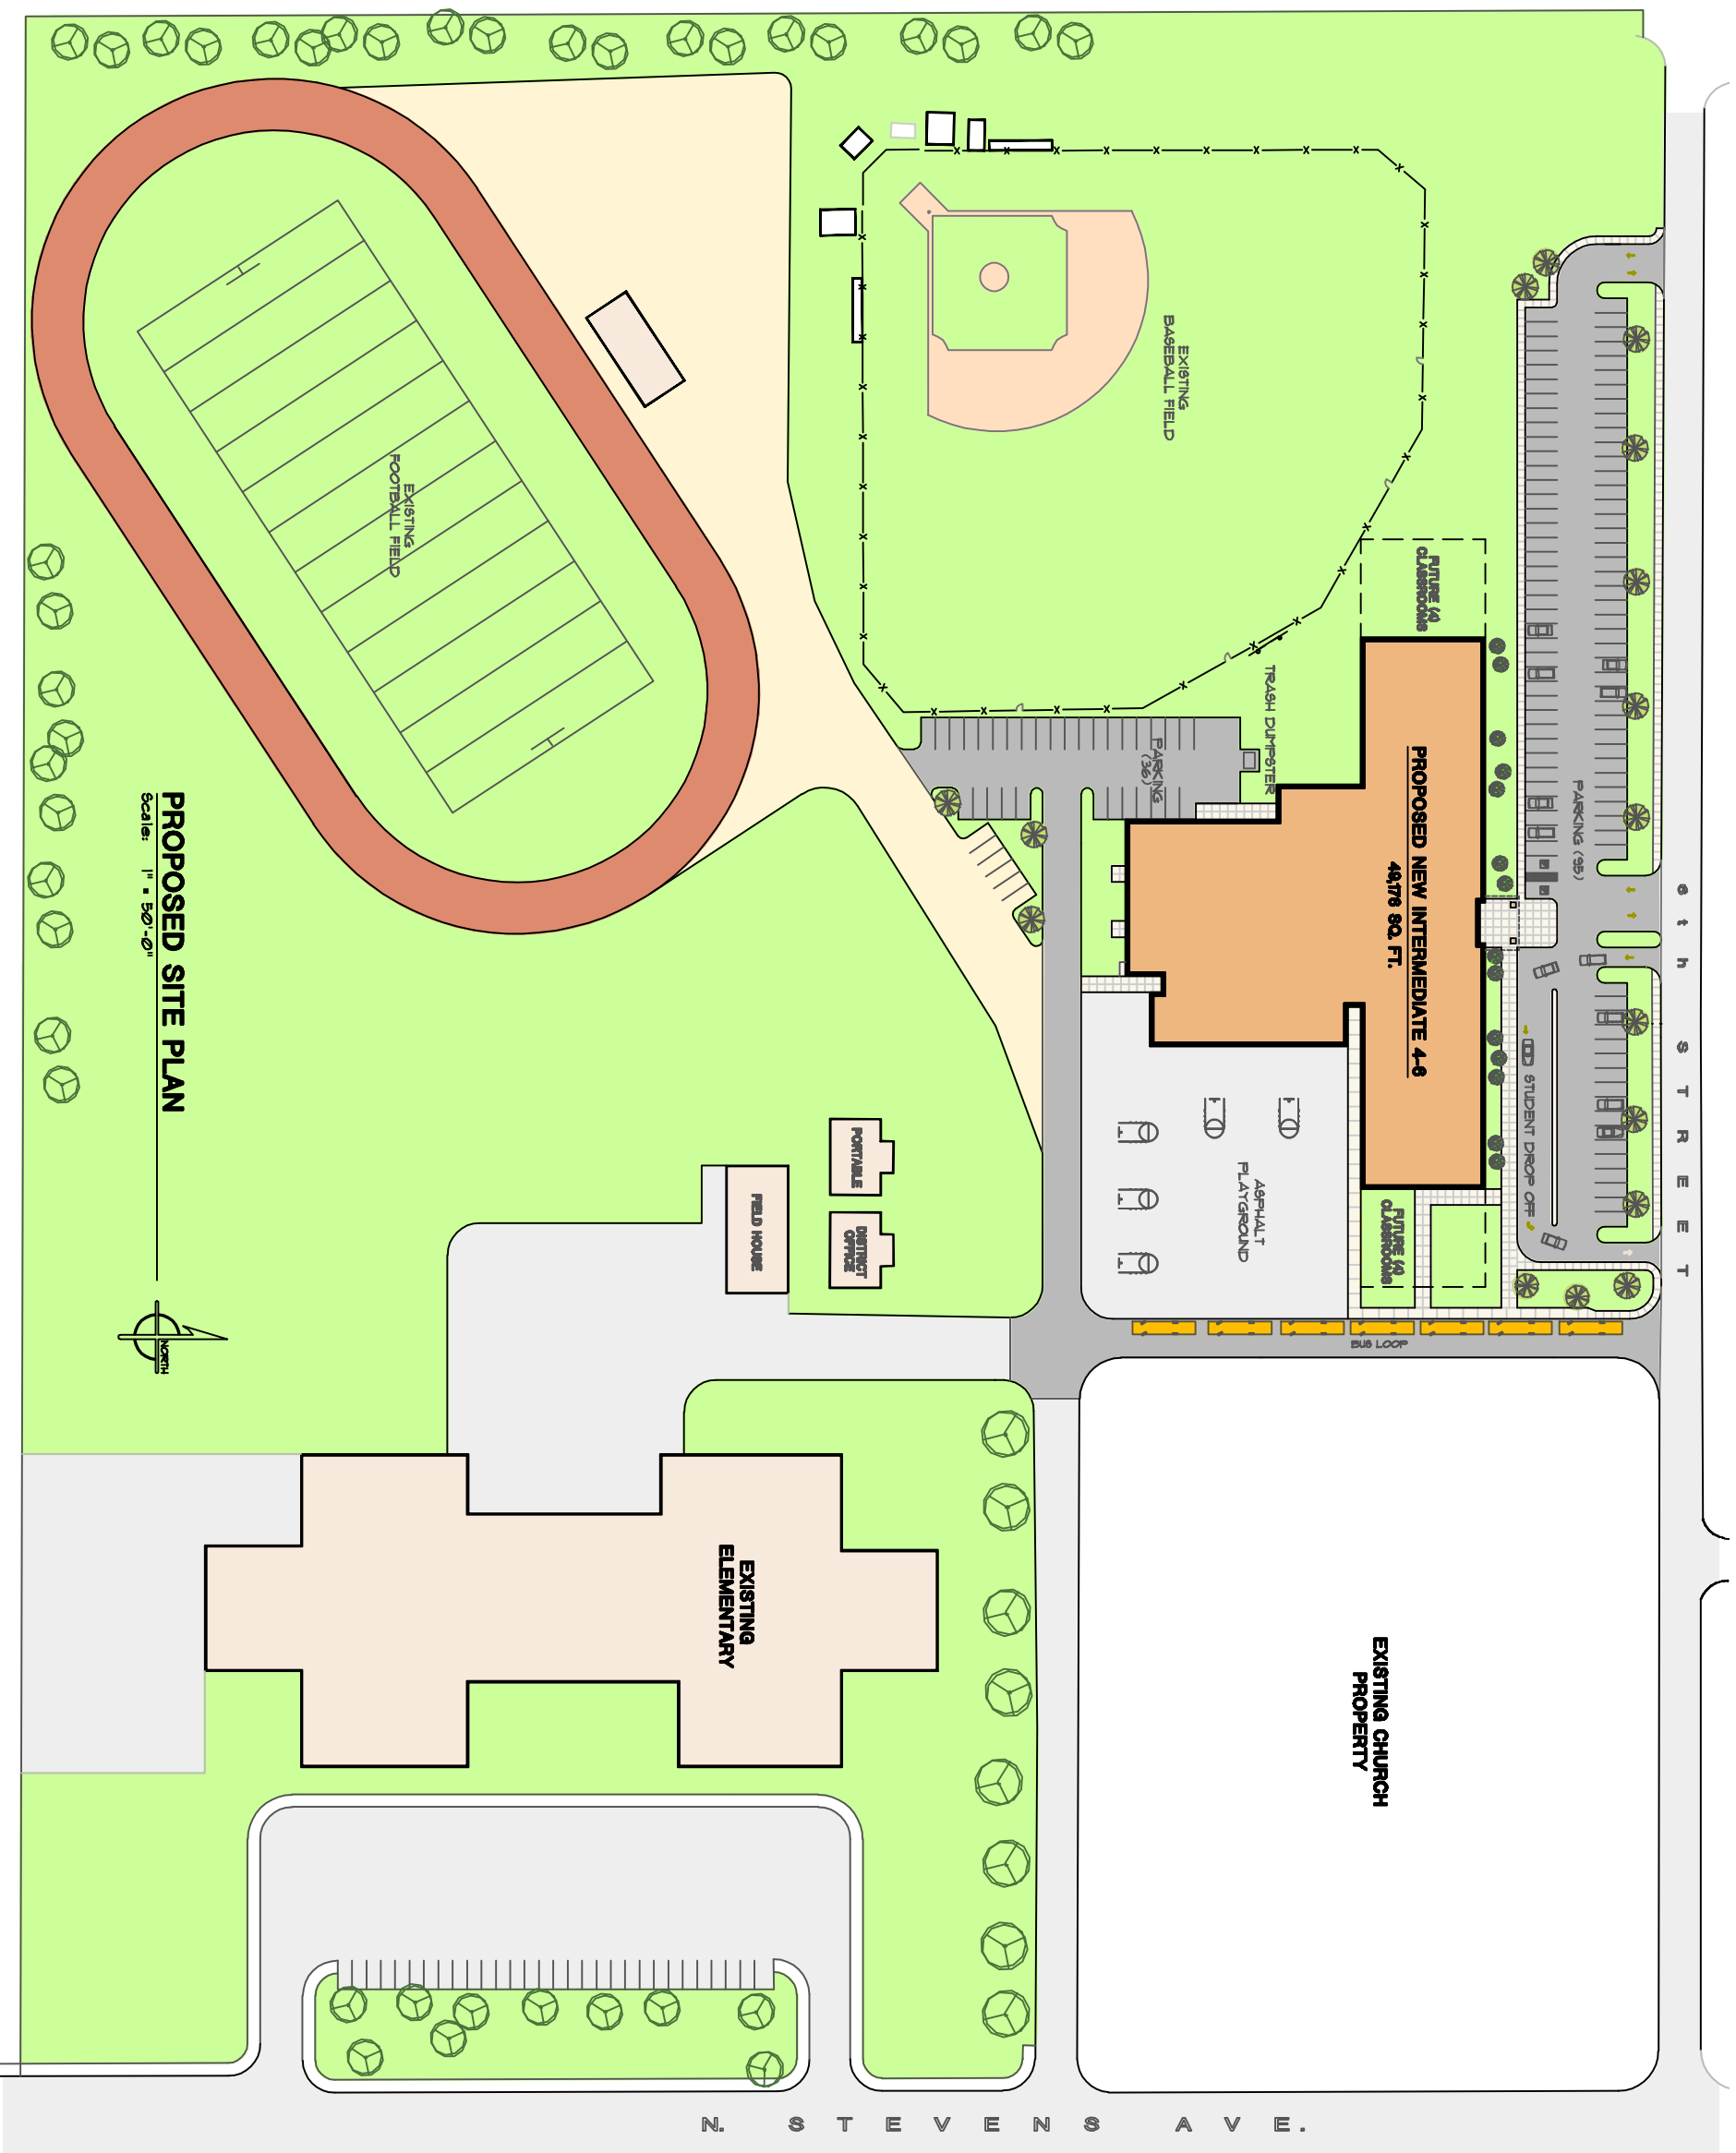 EXISTING
BASEBALL FIELD
EXISTING
FOOTBALL FIELD
FUTURE (4)
CLASSROOMS
TRASH DUMPSTER
PARKING
(36)
PROPOSED NEW INTERMEDIATE 4-6
49,176 SQ. FT.
PARKING (95)
8th STREET
STUDENT DROP OFF
ASPHALT
PLAYGROUND
FUTURE (4)
CLASSROOMS
BUS LOOP
PORTABLE
DISTRICT
OFFICE
FIELD HOUSE
PROPOSED SITE PLAN
Scale: 1" = 50'-0"
NORTH
EXISTING
ELEMENTARY
EXISTING CHURCH
PROPERTY
N. STEVENS AVE.